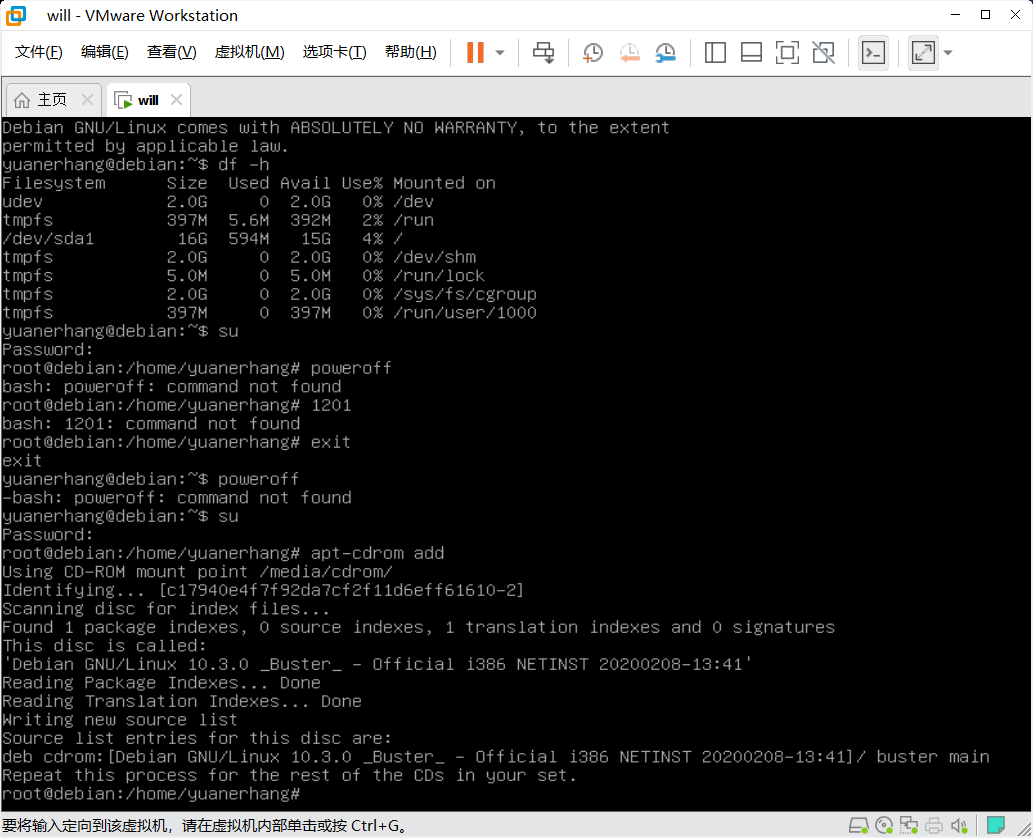 will - VMware Workstation
文件(F) 编辑(E) 查看(V) 虚拟机(M) 选项卡(T) 帮助(H)
主页 will
Debian GNU/Linux comes with ABSOLUTELY NO WARRANTY, to the extent
permitted by applicable law.
yuanerhang@debian:~$ df -h
Filesystem      Size  Used Avail Use% Mounted on
udev            2.0G     0  2.0G   0% /dev
tmpfs           397M  5.6M  392M   2% /run
/dev/sda1        16G  594M   15G   4% /
tmpfs           2.0G     0  2.0G   0% /dev/shm
tmpfs           5.0M     0  5.0M   0% /run/lock
tmpfs           2.0G     0  2.0G   0% /sys/fs/cgroup
tmpfs           397M     0  397M   0% /run/user/1000
yuanerhang@debian:~$ su
Password:
root@debian:/home/yuanerhang# poweroff
bash: poweroff: command not found
root@debian:/home/yuanerhang# 1201
bash: 1201: command not found
root@debian:/home/yuanerhang# exit
exit
yuanerhang@debian:~$ poweroff
-bash: poweroff: command not found
yuanerhang@debian:~$ su
Password:
root@debian:/home/yuanerhang# apt-cdrom add
Using CD-ROM mount point /media/cdrom/
Identifying... [c17940e4f7f92da7cf2f11d6eff61610-2]
Scanning disc for index files...
Found 1 package indexes, 0 source indexes, 1 translation indexes and 0 signatures
This disc is called:
'Debian GNU/Linux 10.3.0 _Buster_ - Official i386 NETINST 20200208-13:41'
Reading Package Indexes... Done
Reading Translation Indexes... Done
Writing new source list
Source list entries for this disc are:
deb cdrom:[Debian GNU/Linux 10.3.0 _Buster_ - Official i386 NETINST 20200208-13:41]/ buster main
Repeat this process for the rest of the CDs in your set.
root@debian:/home/yuanerhang#
要将输入定向到该虚拟机，请在虚拟机内部单击或按 Ctrl+G。